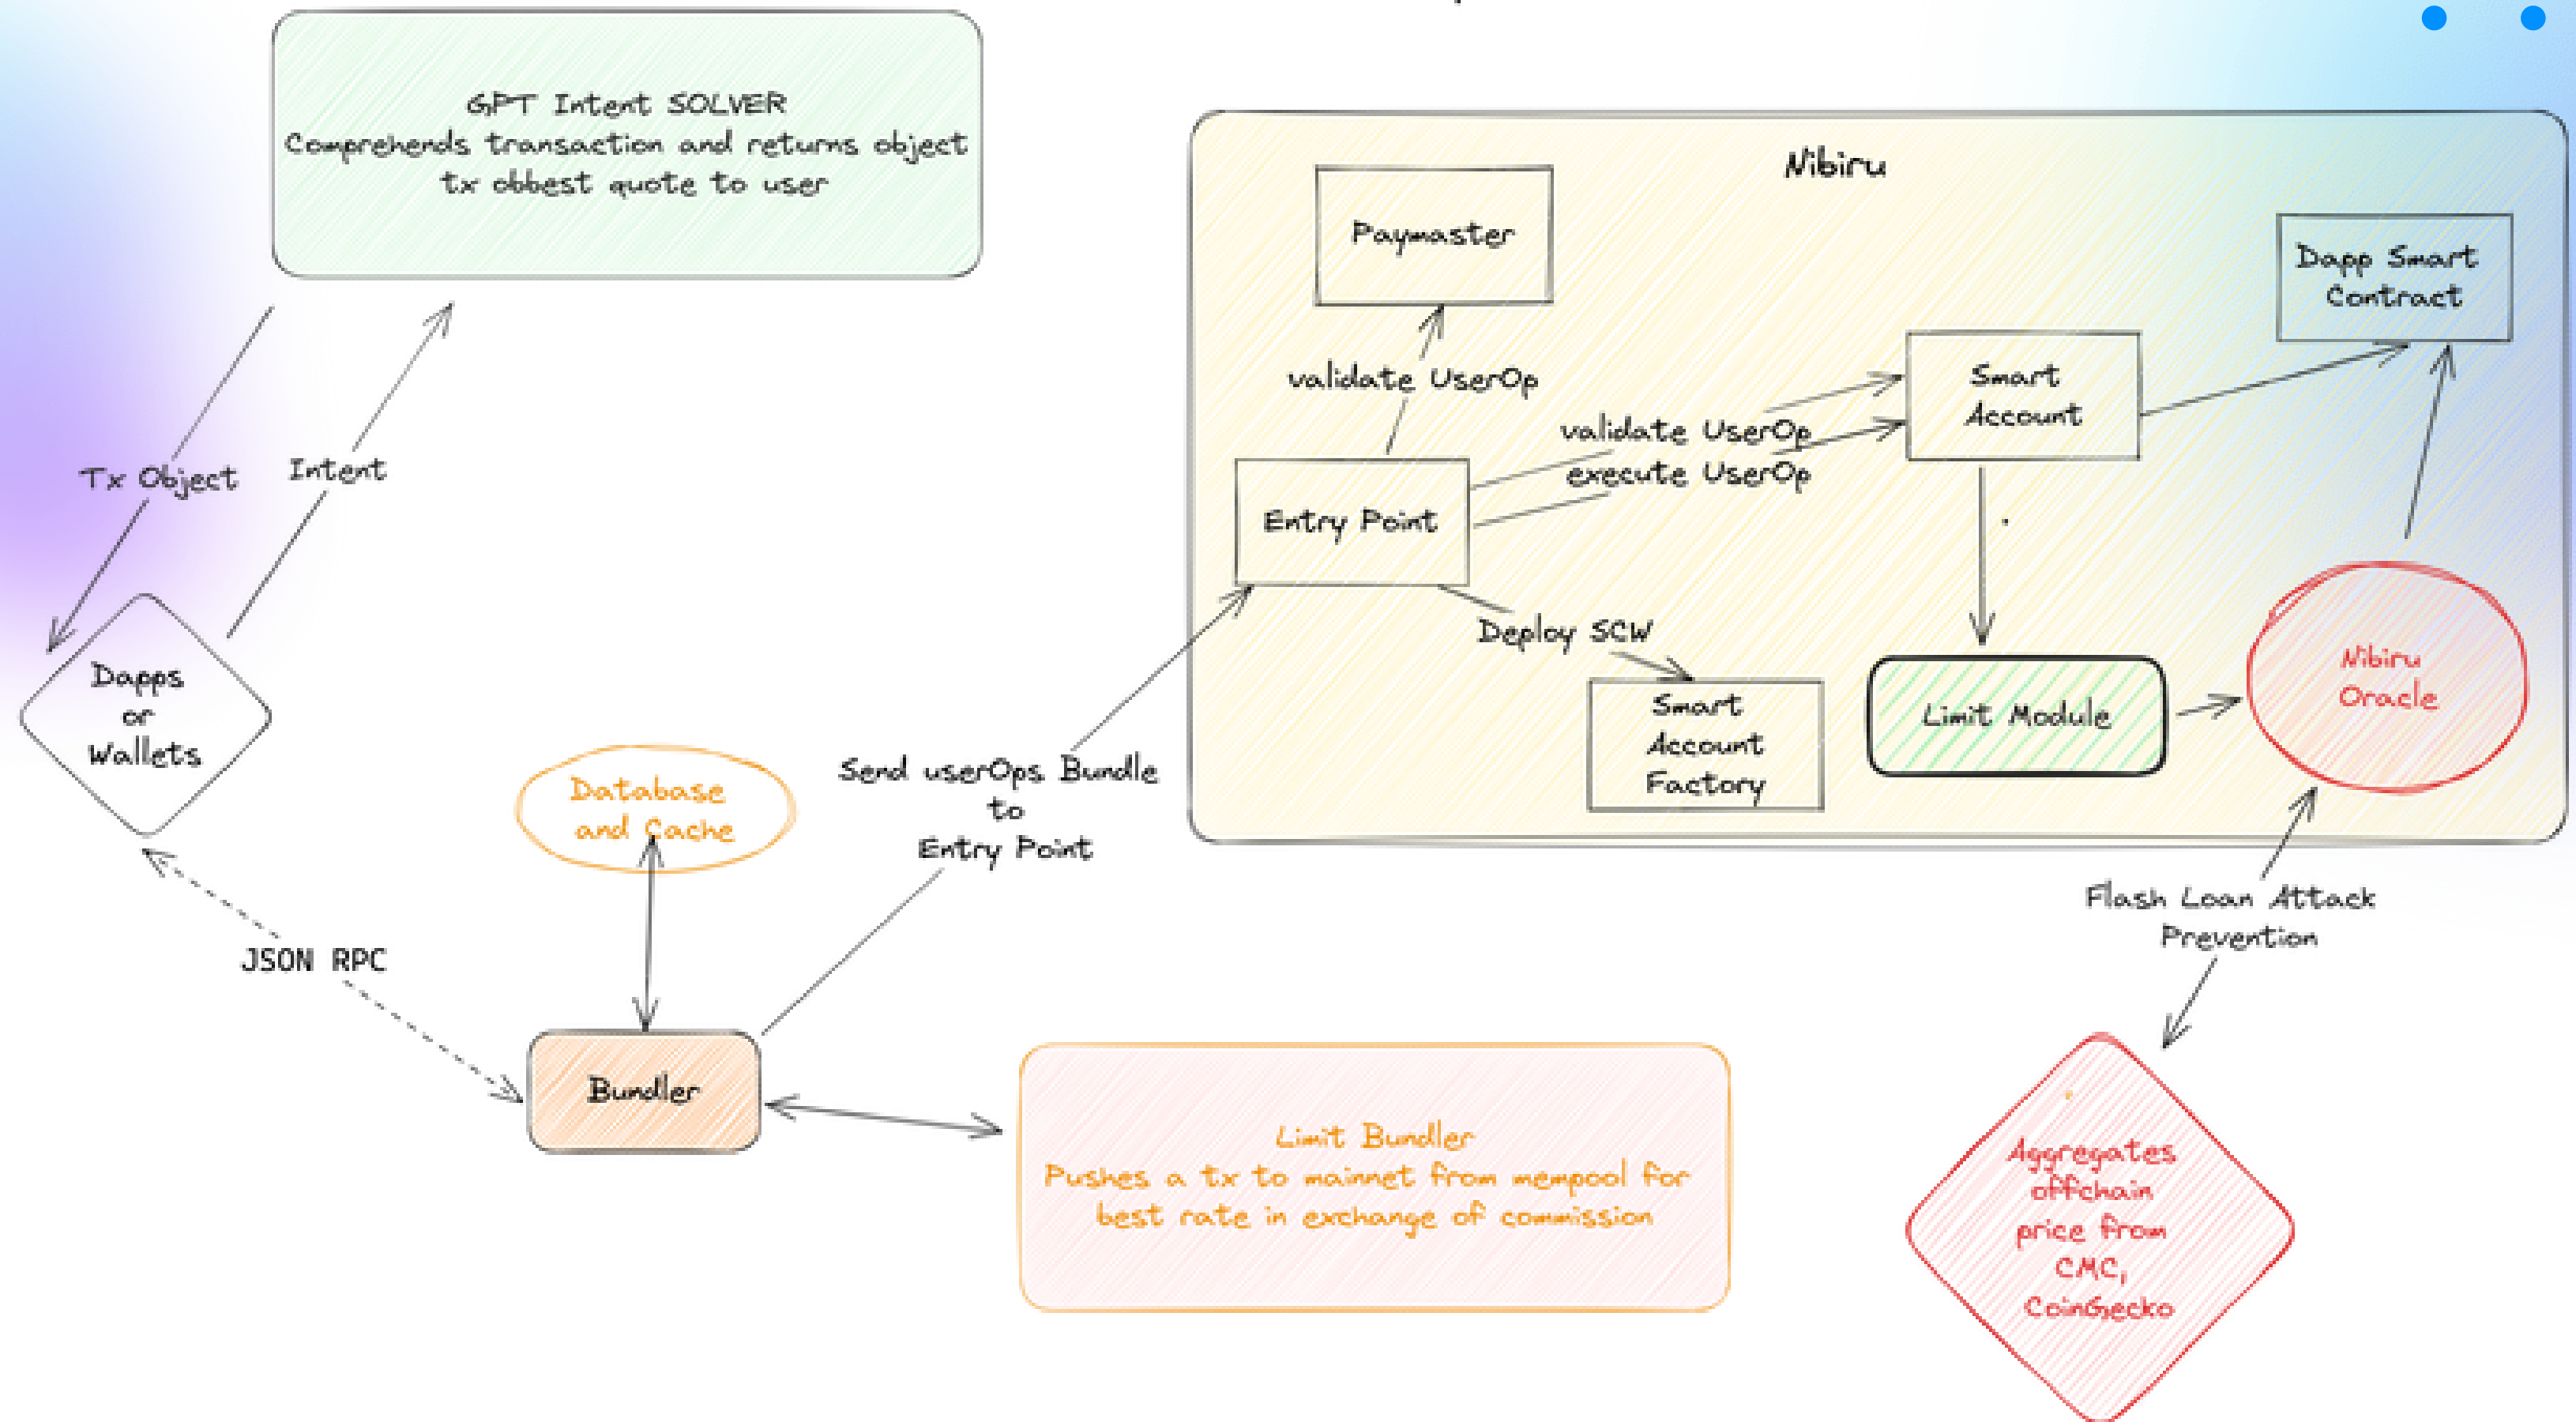 GPT Intent SOLVER
Comprehends transaction and returns object
tx obbest quote to user
Tx Object
Intent
Dapps
or
Wallets
JSON RPC
Database
and Cache
Bundler
Send userOps Bundle
to
Entry Point
Limit Bundler
Pushes a tx to mainnet from mempool for
best rate in exchange of commission
Nibiru
Paymaster
validate UserOp
Entry Point
validate UserOp
execute UserOp
Smart
Account
Dapp Smart
Contract
Deploy SCW
Smart
Account
Factory
Limit Module
Nibiru
Oracle
Flash Loan Attack
Prevention
Aggregates
offchain
price from
CMC,
CoinGecko